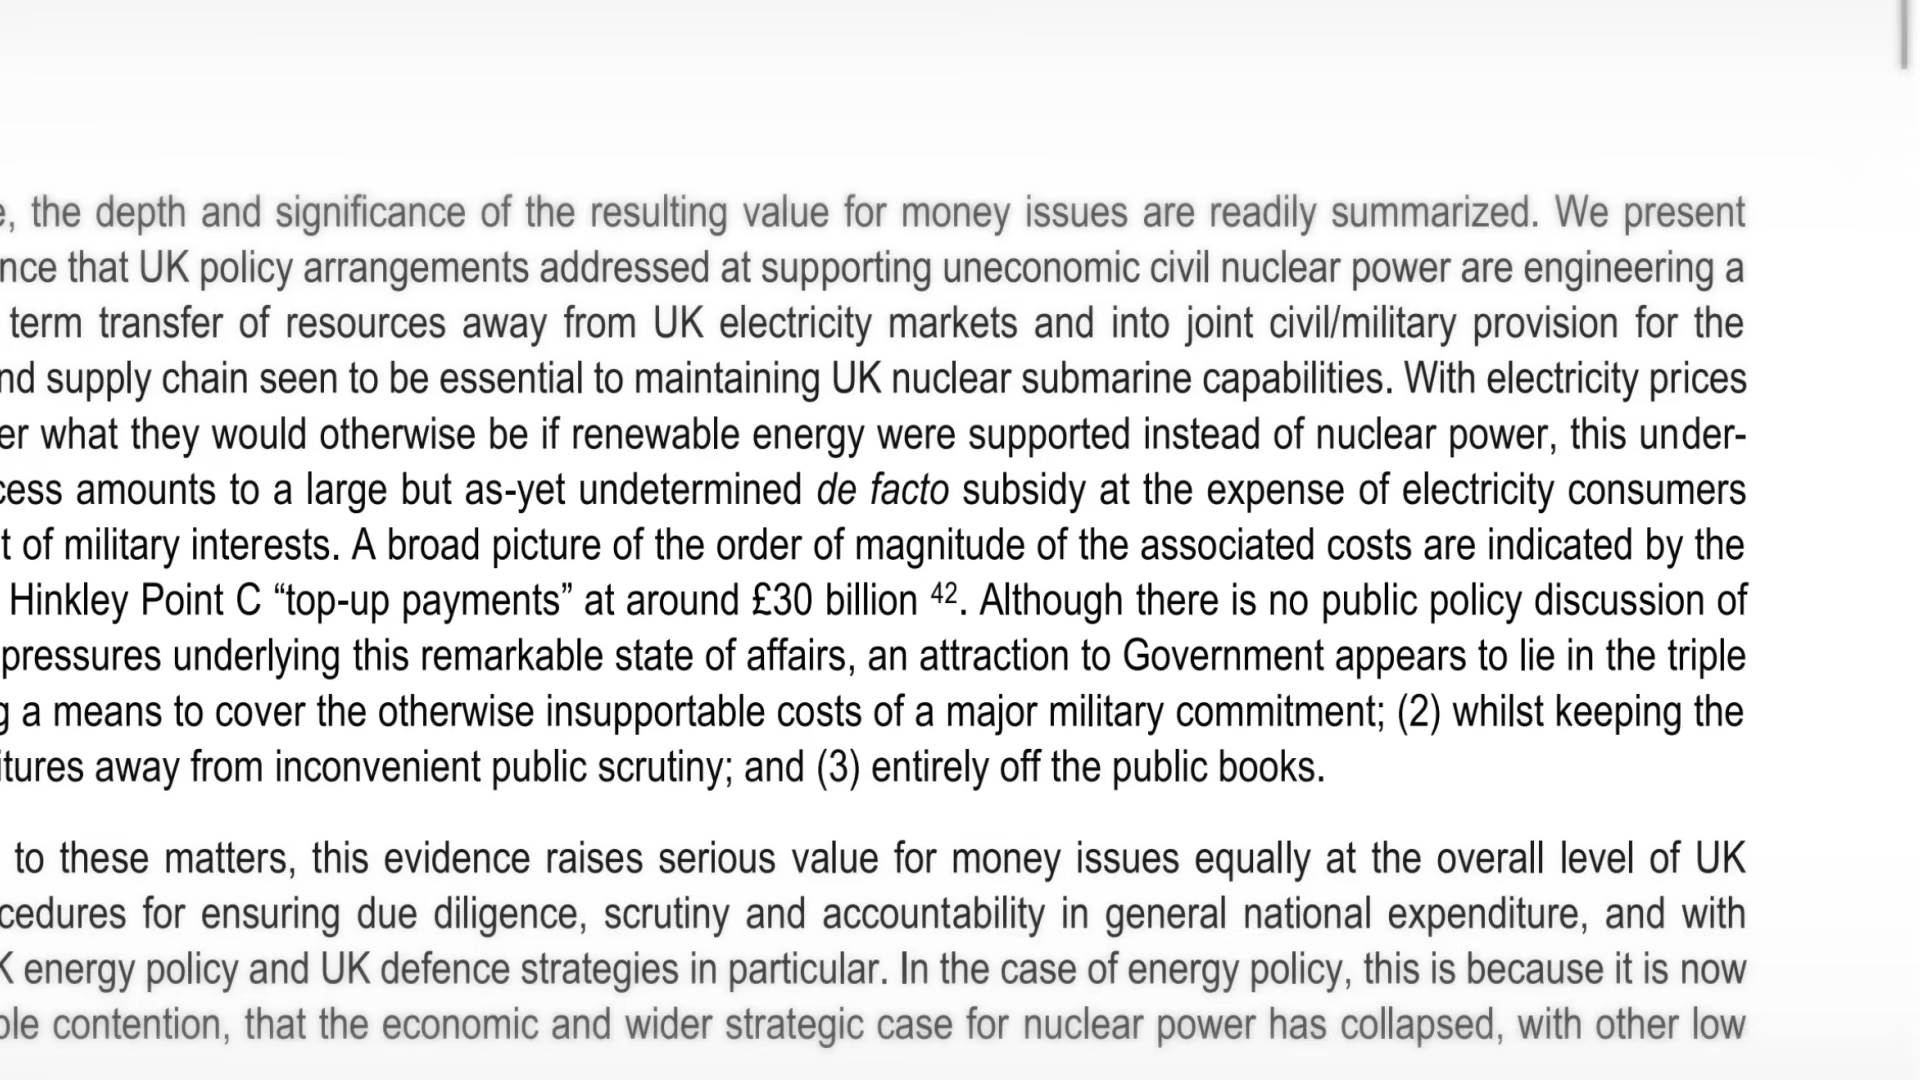 , the depth and significance of the resulting value for money issues are readily summarized. We present
that UK policy arrangements addressed at supporting uneconomic civil nuclear power are engineering a
term transfer of resources away from UK electricity markets and into joint civil/military provision for the
supply chain seen to be essential to maintaining UK nuclear submarine capabilities. With electricity prices
what they would otherwise be if renewable energy were supported instead of nuclear power, this under-
amounts to a large but as-yet undetermined de facto subsidy at the expense of electricity consumers
of military interests. A broad picture of the order of magnitude of the associated costs are indicated by the
Hinkley Point C “top-up payments” at around £30 billion 42. Although there is no public policy discussion of
pressures underlying this remarkable state of affairs, an attraction to Government appears to lie in the triple
a means to cover the otherwise insupportable costs of a major military commitment; (2) whilst keeping the
away from inconvenient public scrutiny; and (3) entirely off the public books.
to these matters, this evidence raises serious value for money issues equally at the overall level of UK
for ensuring due diligence, scrutiny and accountability in general national expenditure, and with
energy policy and UK defence strategies in particular. In the case of energy policy, this is because it is now
contention, that the economic and wider strategic case for nuclear power has collapsed, with other low